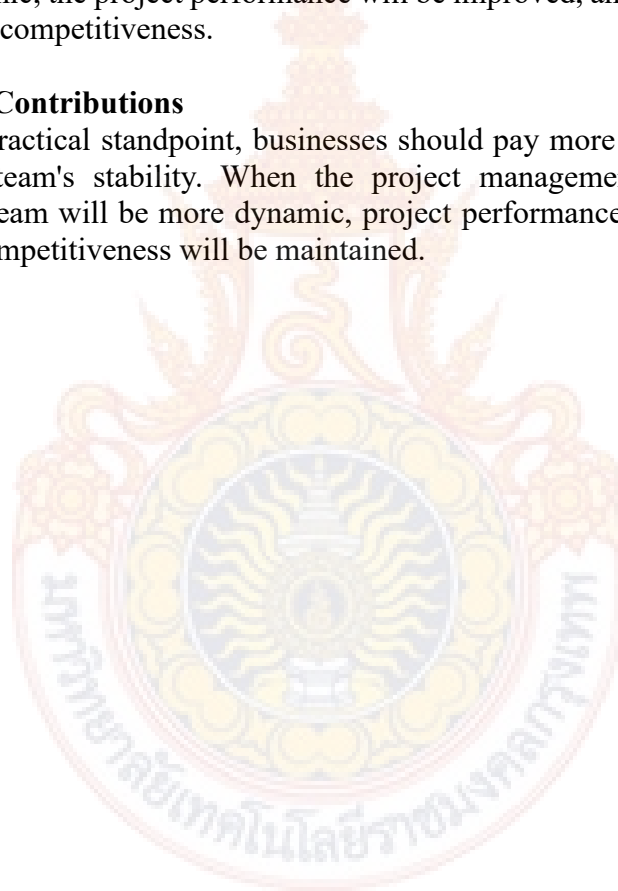 the project performance will be improved, an
competitiveness.
Contributions
ractical standpoint, businesses should pay more
team's stability. When the project managemen
eam will be more dynamic, project performance
mpetitiveness will be maintained.
มหาวิทยาลัยเทคโนโลยีราชมงคลกรุงเทพ